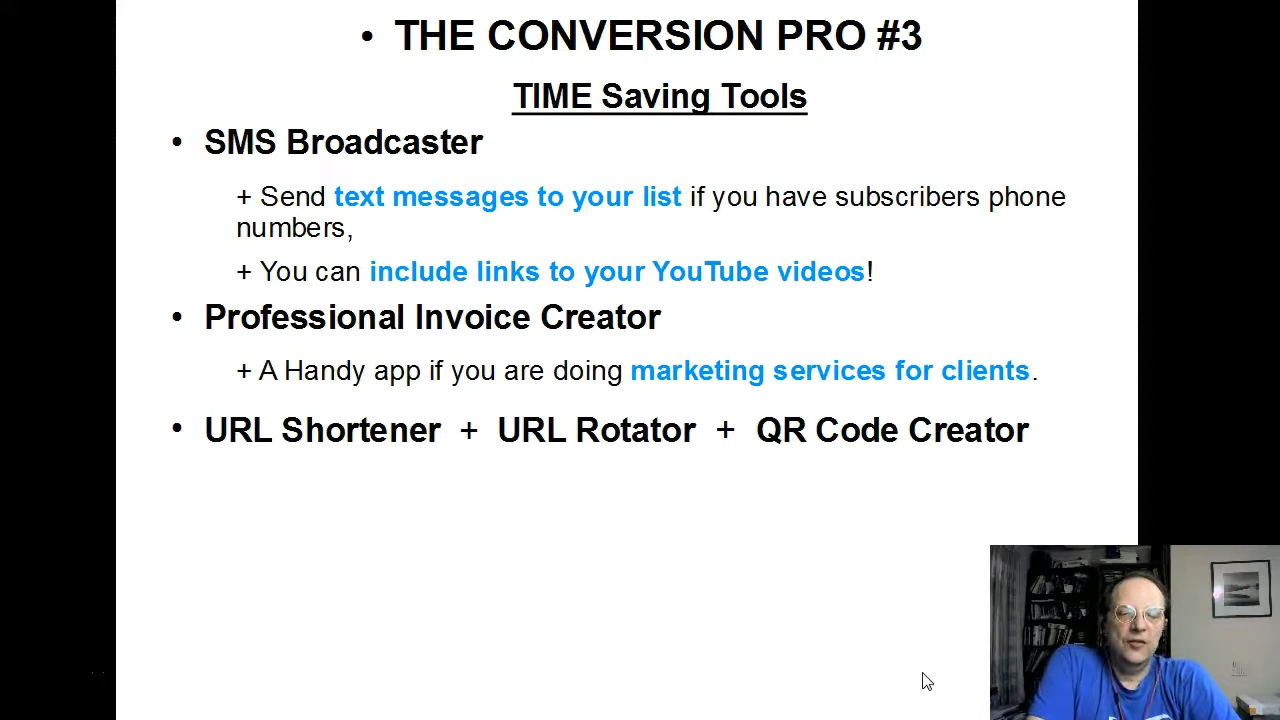 • THE CONVERSION PRO #3
TIME Saving Tools
• SMS Broadcaster
+ Send text messages to your list if you have subscribers phone
numbers,
+ You can include links to your YouTube videos!
• Professional Invoice Creator
+ A Handy app if you are doing marketing services for clients.
• URL Shortener + URL Rotator + QR Code Creator